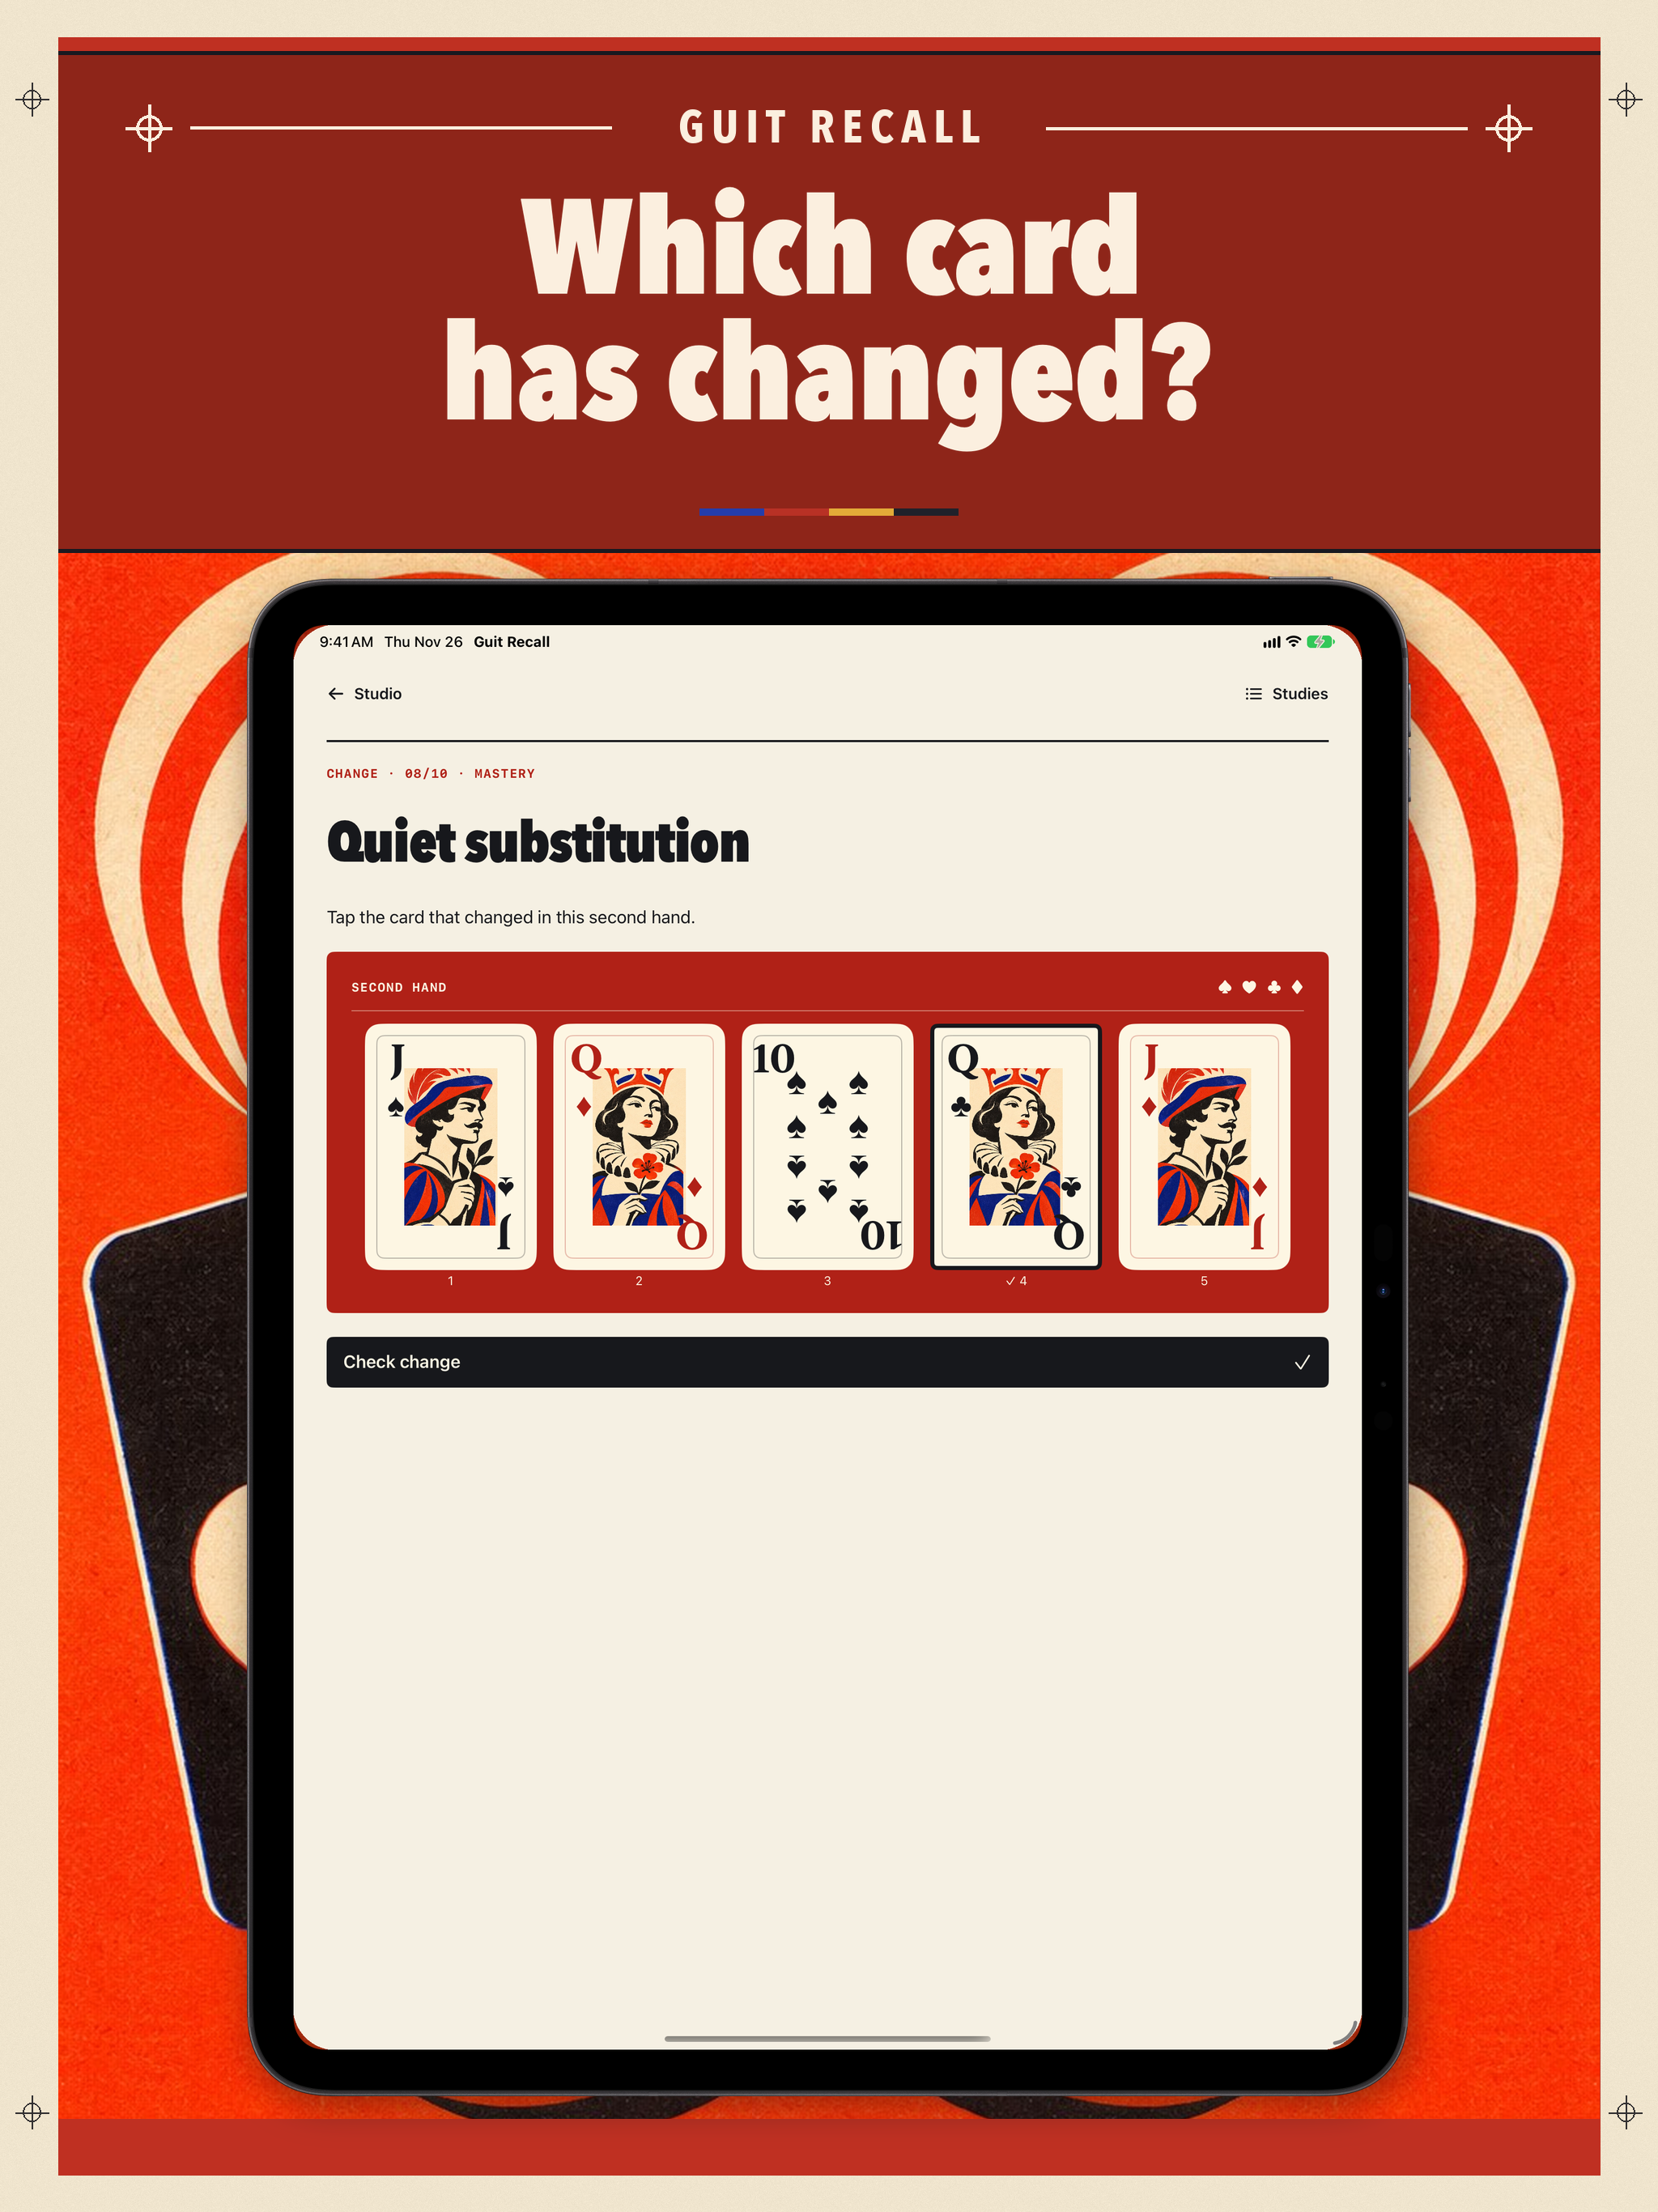 GUIT RECALL
Which card
has changed?
9:41 AM Thu Nov 26 Guit Recall
Studio
Studies
CHANGE · 08/10 · MASTERY
Quiet substitution
Tap the card that changed in this second hand.
SECOND HAND
J Q 10 Q J
J Q 10 Q J
1 2 3 4 5
Check change